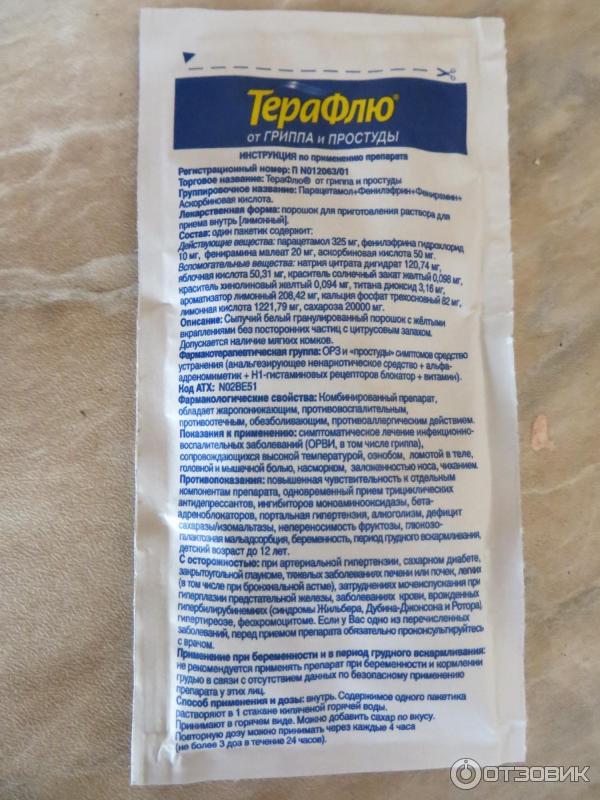 ТераФлю®
от ГРИППА и ПРОСТУДЫ
ИНСТРУКЦИЯ по применению препарата
Регистрационный номер: П N012063/01
Торговое название: ТераФлю® от гриппа и простуды
Группировочное название: Парацетамол+Фенилэфрин+Фенирамин+
Аскорбиновая кислота.
Лекарственная форма: порошок для приготовления раствора для
приема внутрь [лимонный].
Состав: один пакетик содержит:
Действующие вещества: парацетамол 325 мг, фенилэфрина гидрохлорид
10 мг, фенирамина малеат 20 мг, аскорбиновая кислота 50 мг.
Вспомогательные вещества: натрия цитрата дигидрат 120,74 мг,
яблочная кислота 50,31 мг, краситель солнечный закат желтый 0,098 мг,
краситель хинолиновый желтый 0,094 мг, титана диоксид 3,16 мг,
ароматизатор лимонный 208,42 мг, кальция фосфат трехосновный 82 мг,
лимонная кислота 1221,79 мг, сахароза 20000 мг.
Описание: Сыпучий белый гранулированный порошок с жёлтыми
вкраплениями без посторонних частиц с цитрусовым запахом.
Допускается наличие мягких комков.
Фармакотерапевтическая группа: ОРЗ и «простуды» симптомов средство
устранения (анальгезирующее ненаркотическое средство + альфа-
адреномиметик + H1-гистаминовых рецепторов блокатор + витамин).
Код АТХ: N02BE51
Фармакологические свойства: Комбинированный препарат,
обладает жаропонижающим, противовоспалительным,
противоотечным, обезболивающим, противоаллергическим действием.
Показания к применению: симптоматическое лечение инфекционно-
воспалительных заболеваний (ОРВИ, в том числе гриппа),
сопровождающихся высокой температурой, ознобом, ломотой в теле,
головной и мышечной болью, насморком, заложенностью носа, чиханием.
Противопоказания: повышенная чувствительность к отдельным
компонентам препарата, одновременный прием трициклических
антидепрессантов, ингибиторов моноаминооксидазы, бета-
адреноблокаторов, портальная гипертензия, алкоголизм, дефицит
сахаразы/изомальтазы, непереносимость фруктозы, глюкозо-
галактозная мальадсорбция, беременность, период грудного вскармливания,
детский возраст до 12 лет.
С осторожностью: при артериальной гипертензии, сахарном диабете,
закрытоугольной глаукоме, тяжелых заболеваниях печени или почек, легких
(в том числе при бронхиальной астме), затруднениях мочеиспускания при
гиперплазии предстательной железы, заболеваниях крови, врожденных
гипербилирубинемиях (синдромы Жильбера, Дубина-Джонсона и Ротора)
гипертиреозе, феохромоцитоме. Если у Вас одно из перечисленных
заболеваний, перед приемом препарата обязательно проконсультируйтесь
с врачом.
Применение при беременности и в период грудного вскармливания:
не рекомендуется применять препарат при беременности и кормлении
грудью в связи с отсутствием данных по безопасному применению
препарата у этих лиц.
Способ применения и дозы: внутрь. Содержимое одного пакетика
растворяют в 1 стакане кипяченой горячей воды.
Принимают в горячем виде. Можно добавить сахар по вкусу.
Повторную дозу можно принимать через каждые 4 часа
(не более 3 доз в течение 24 часов).
ОТЗОВИК